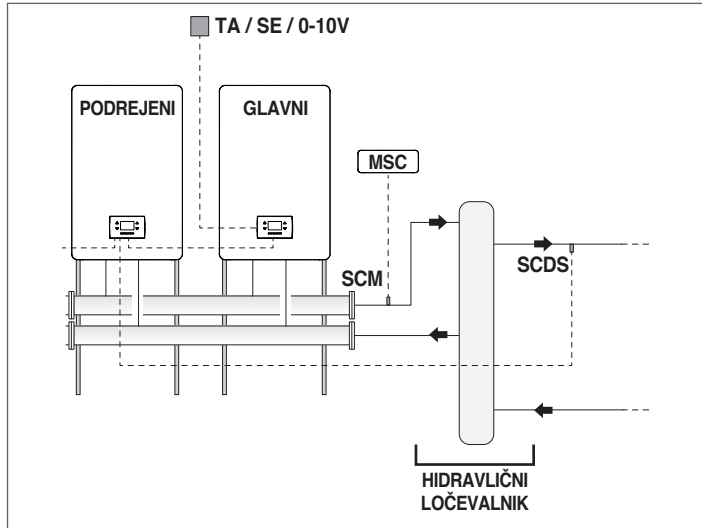 TA / SE / 0-10V
PODREJENI
GLAVNI
MSC
SCM
SCDS
HIDRAVLIČNI
LOČEVALNIK